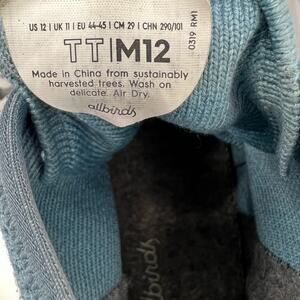 US 12 | UK 11 | EU 44-45 | CM 29 | CHN 290/101
TT | M12
Made in China from sustainably
harvested trees. Wash on
delicate. Air Dry.
allbirds
0319 RM1
allbirds